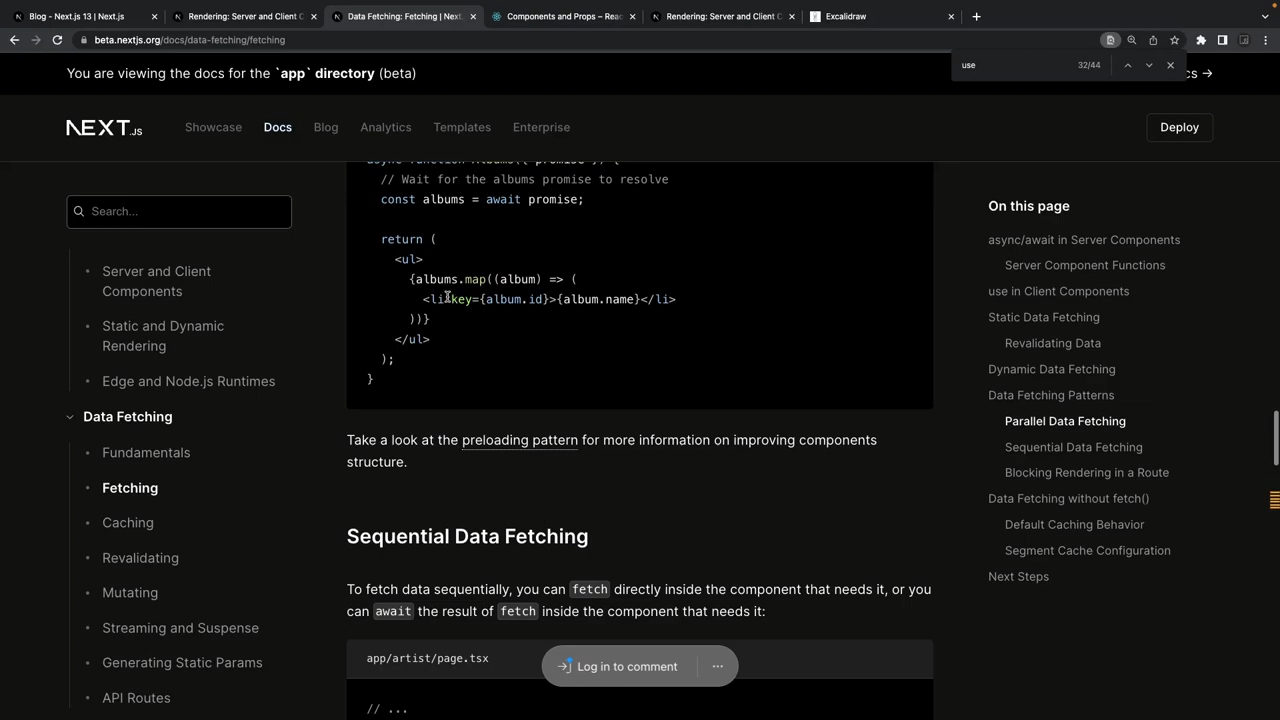 Blog - Next.js 13 | Next.js
Rendering: Server and Client C
Data Fetching: Fetching | Next.
Components and Props – Reac
Rendering: Server and Client C
Excalidraw
beta.nextjs.org/docs/data-fetching/fetching
use
32/44
You are viewing the docs for the `app` directory (beta)
cs →
NEXT.JS
Showcase
Docs
Blog
Analytics
Templates
Enterprise
Deploy
Search...
Server and Client
Components
Static and Dynamic
Rendering
Edge and Node.js Runtimes
Data Fetching
Fundamentals
Fetching
Caching
Revalidating
Mutating
Streaming and Suspense
Generating Static Params
API Routes
async function Albums({ promise }) {
// Wait for the albums promise to resolve
const albums = await promise;
return (
<ul>
{albums.map((album) => (
<li key={album.id}>{album.name}</li>
))}
</ul>
);
}
Take a look at the preloading pattern for more information on improving components
structure.
Sequential Data Fetching
To fetch data sequentially, you can fetch directly inside the component that needs it, or you
can await the result of fetch inside the component that needs it:
app/artist/page.tsx
// ...
Log in to comment
On this page
async/await in Server Components
Server Component Functions
use in Client Components
Static Data Fetching
Revalidating Data
Dynamic Data Fetching
Data Fetching Patterns
Parallel Data Fetching
Sequential Data Fetching
Blocking Rendering in a Route
Data Fetching without fetch()
Default Caching Behavior
Segment Cache Configuration
Next Steps